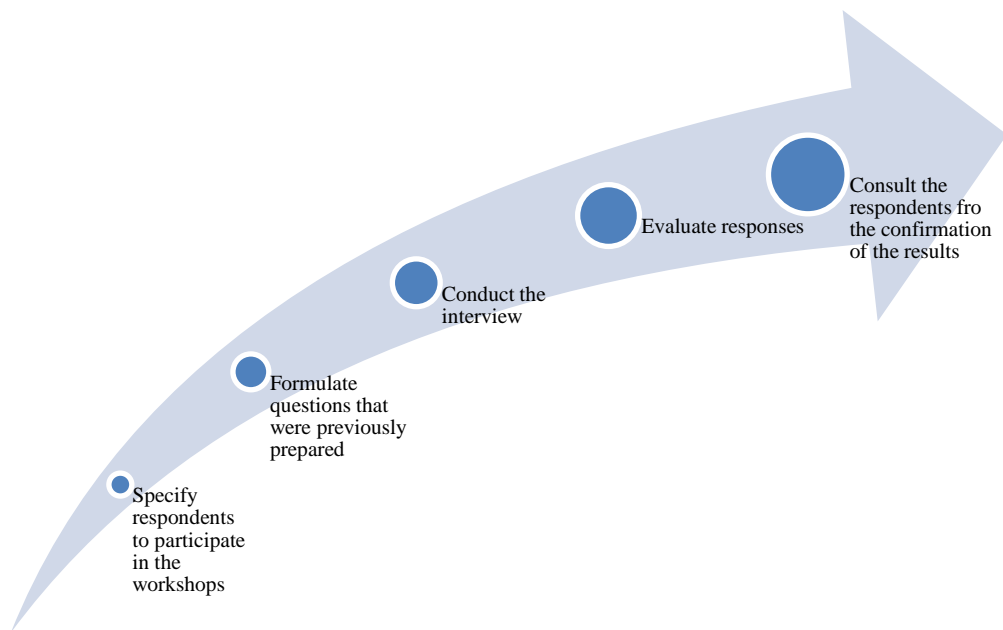 Specify
respondents
to participate
in the
workshops
Formulate
questions that
were previously
prepared
Conduct the
interview
Evaluate responses
Consult the
respondents fro
the confirmation
of the results